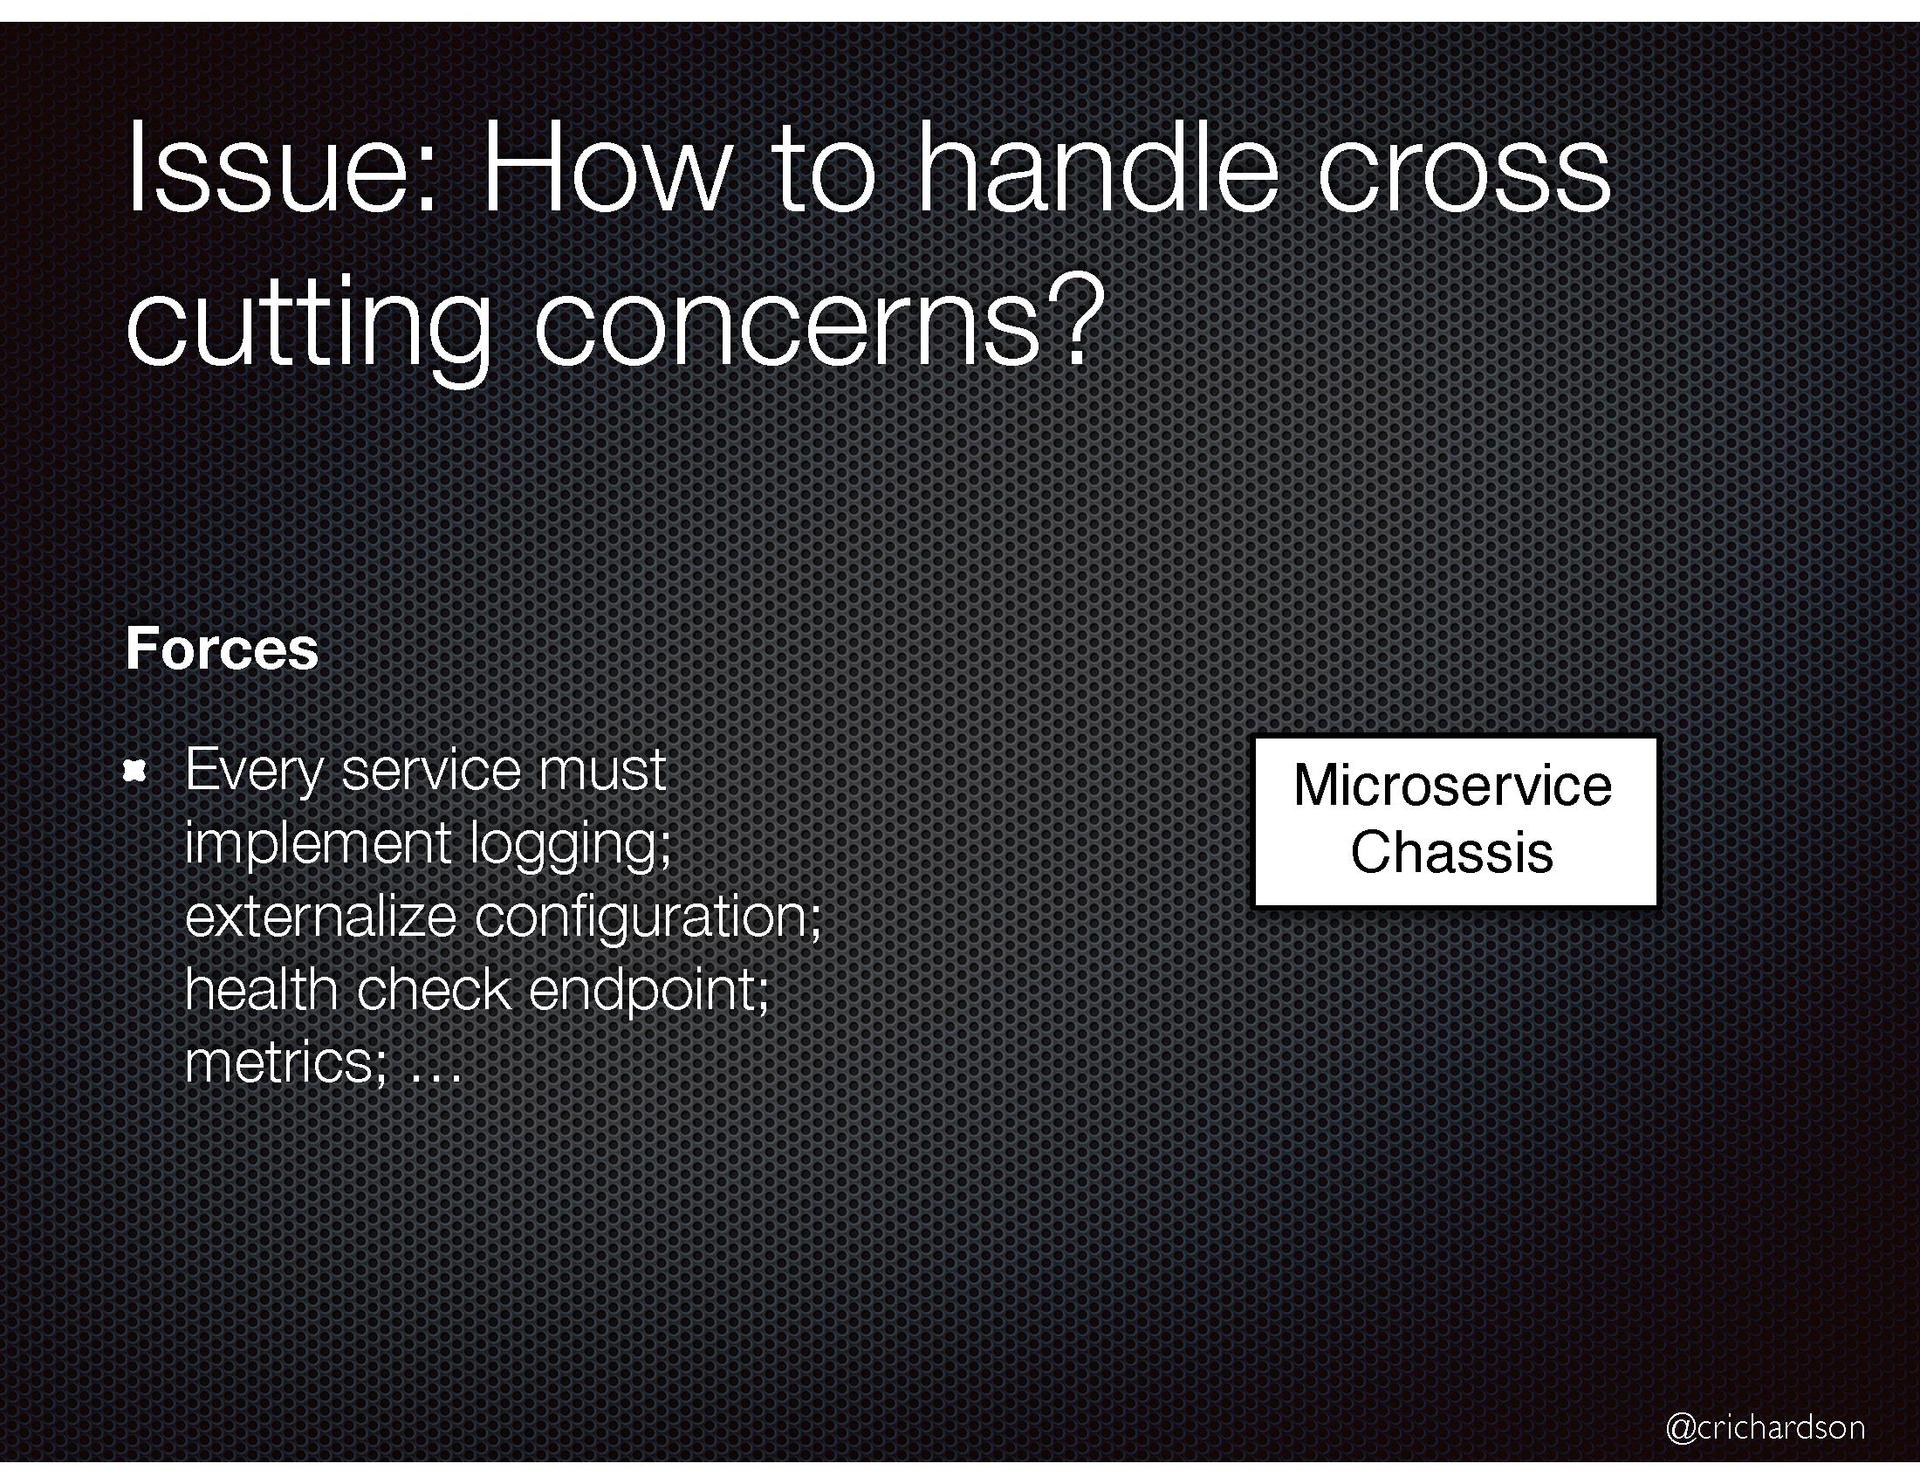 Issue: How to handle cross
cutting concerns?
Forces
Every service must
implement logging;
externalize configuration;
health check endpoint;
metrics; …
Microservice
Chassis
@crichardson